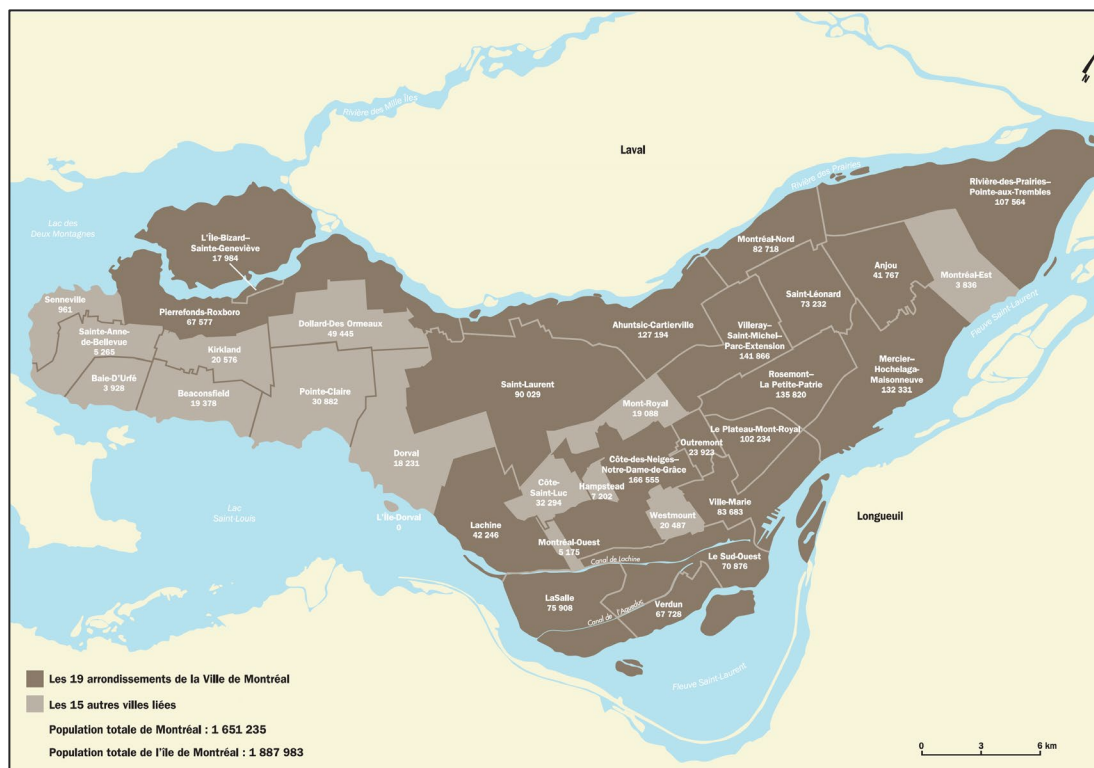 Rivière des Mille Îles
Laval
N
Rivière des Prairies
Rivière-des-Prairies–
Pointe-aux-Trembles
107 564
Lac des
Deux Montagnes
L'Île-Bizard–
Sainte-Geneviève
17 984
Montréal-Nord
82 718
Anjou
41 767
Montréal-Est
3 836
Senneville
961
Pierrefonds-Roxboro
67 577
Saint-Léonard
73 232
Fleuve Saint-Laurent
Sainte-Anne-
de-Bellevue
5 265
Dollard-Des Ormeaux
49 445
Ahuntsic-Cartierville
127 194
Villeray–
Saint-Michel–
Parc-Extension
141 866
Kirkland
20 576
Mercier–
Hochelaga-
Maisonneuve
132 331
Baie-D'Urfé
3 928
Beaconsfield
19 378
Pointe-Claire
30 882
Saint-Laurent
90 029
Rosemont–
La Petite-Patrie
135 820
Mont-Royal
19 088
Le Plateau-Mont-Royal
102 234
Outremont
23 923
Dorval
18 231
Côte-des-Neiges–
Notre-Dame-de-Grâce
166 555
Côte-
Saint-Luc
32 294
Hampstead
7 202
Ville-Marie
83 683
Westmount
20 487
Lac
Saint-Louis
L'Île-Dorval
0
Longueuil
Lachine
42 246
Montréal-Ouest
5 175
Canal de Lachine
Le Sud-Ouest
70 876
LaSalle
75 908
Canal de l'Aqueduc
Verdun
67 728
Fleuve Saint-Laurent
Les 19 arrondissements de la Ville de Montréal
Les 15 autres villes liées
Population totale de Montréal : 1 651 235
Population totale de l'île de Montréal : 1 887 983
0 3 6 km